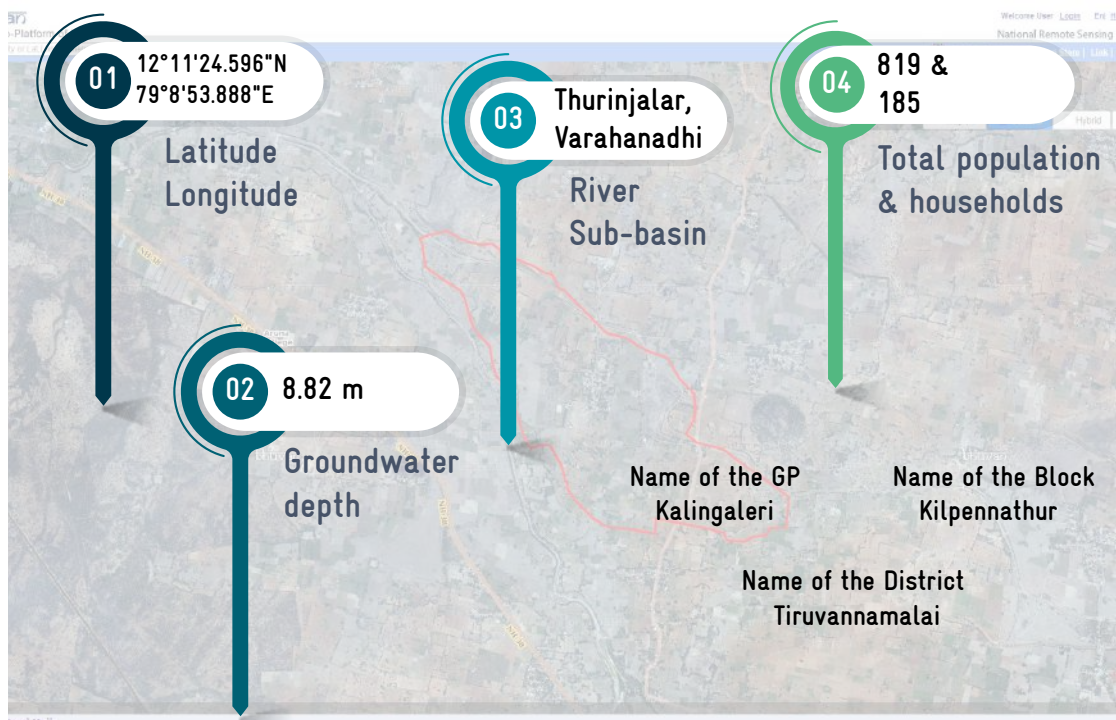 Welcome User Login
National Remote Sensing
01
12°11'24.596"N
79°8'53.888"E
Latitude
Longitude
02
8.82 m
Groundwater
depth
03
Thurinjalar,
Varahanadhi
River
Sub-basin
04
819 &
185
Total population
& households
Hybrid
Name of the GP
Kalingaleri
Name of the Block
Kilpennathur
Name of the District
Tiruvannamalai